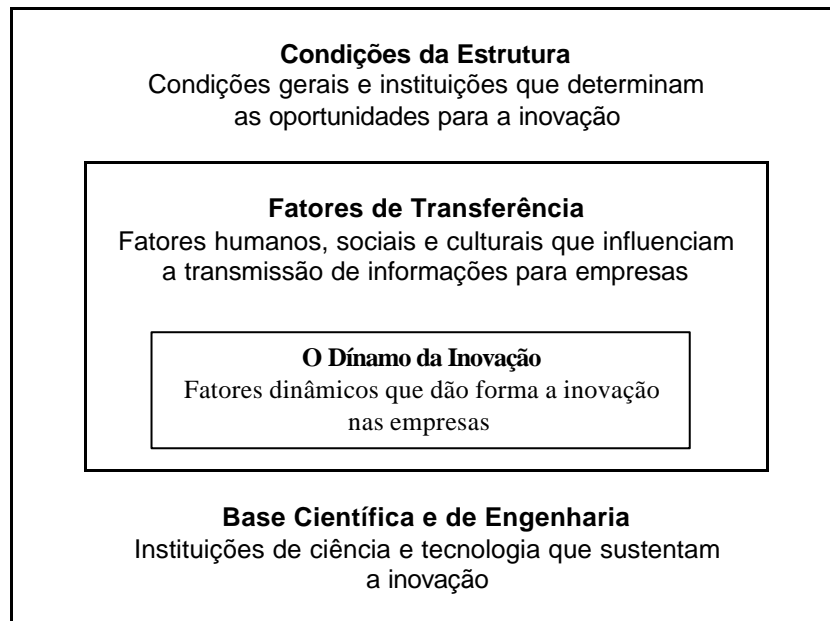 Condições da Estrutura
Condições gerais e instituições que determinam
as oportunidades para a inovação
Fatores de Transferência
Fatores humanos, sociais e culturais que influenciam
a transmissão de informações para empresas
O Dínamo da Inovação
Fatores dinâmicos que dão forma a inovação
nas empresas
Base Científica e de Engenharia
Instituições de ciência e tecnologia que sustentam
a inovação